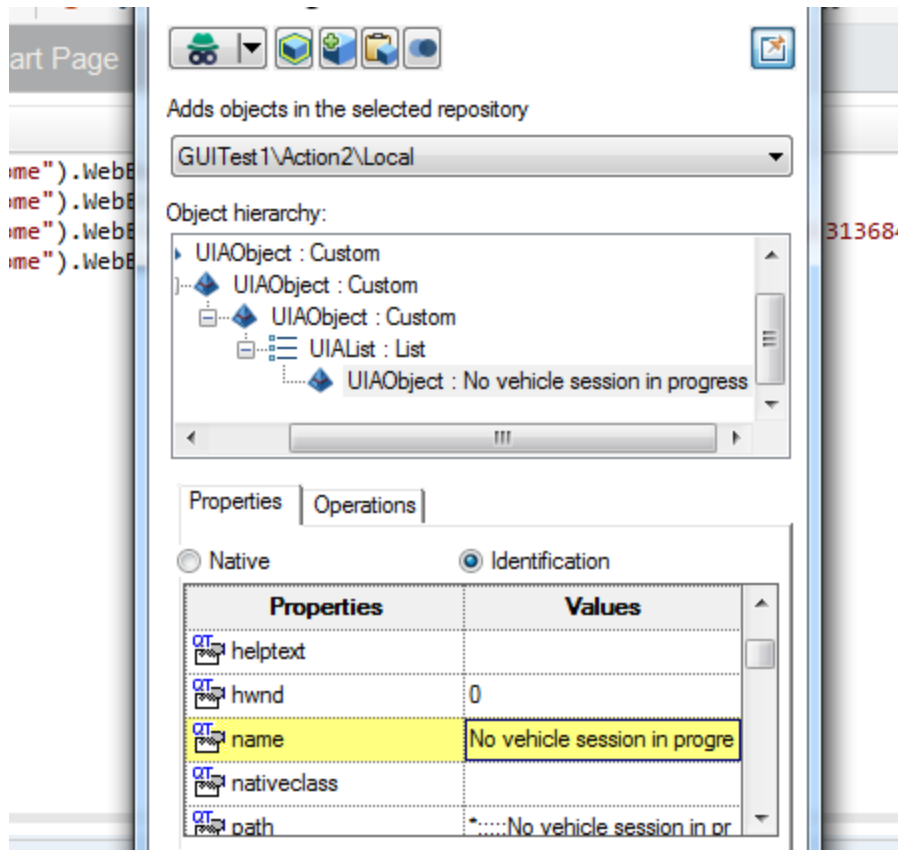 art Page
Adds objects in the selected repository
GUITest1\Action2\Local
ome").WebE
ome").WebE
ome").WebE
31368
ome").WebE
Object hierarchy:
UIAObject : Custom
UIAObject : Custom
UIAObject : Custom
UIAList : List
UIAObject : No vehicle session in progress
Properties
Operations
Native
Identification
Properties Values
helptext
hwnd 0
name No vehicle session in progre
nativeclass
path *:::::No vehicle session in pr